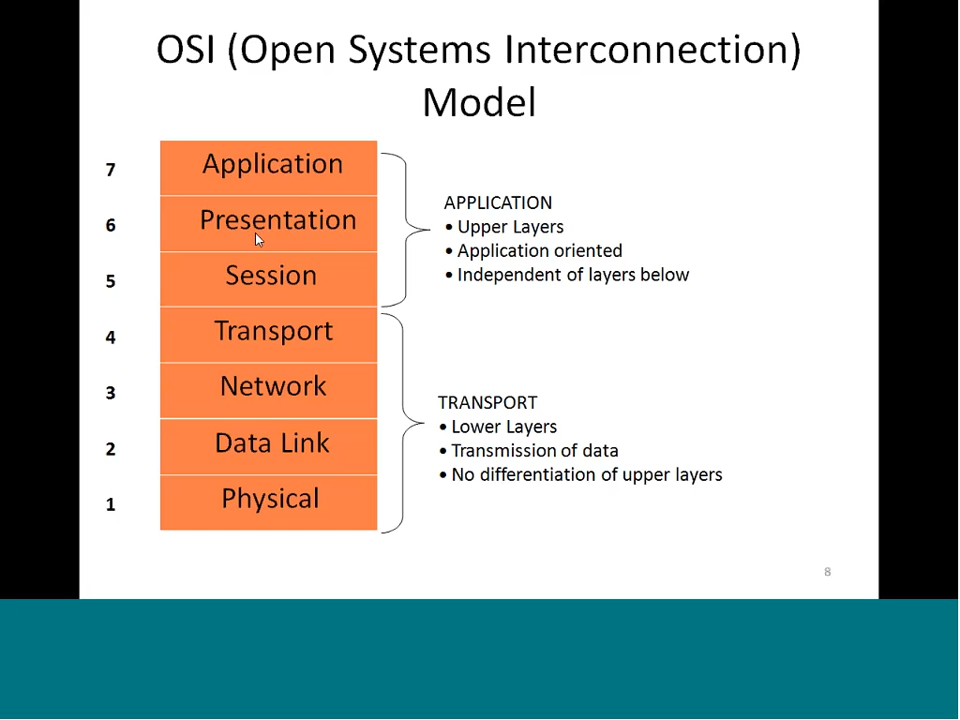 OSI (Open Systems Interconnection)
Model
7 Application
6 Presentation
5 Session
4 Transport
3 Network
2 Data Link
1 Physical
APPLICATION
• Upper Layers
• Application oriented
• Independent of layers below
TRANSPORT
• Lower Layers
• Transmission of data
• No differentiation of upper layers
8